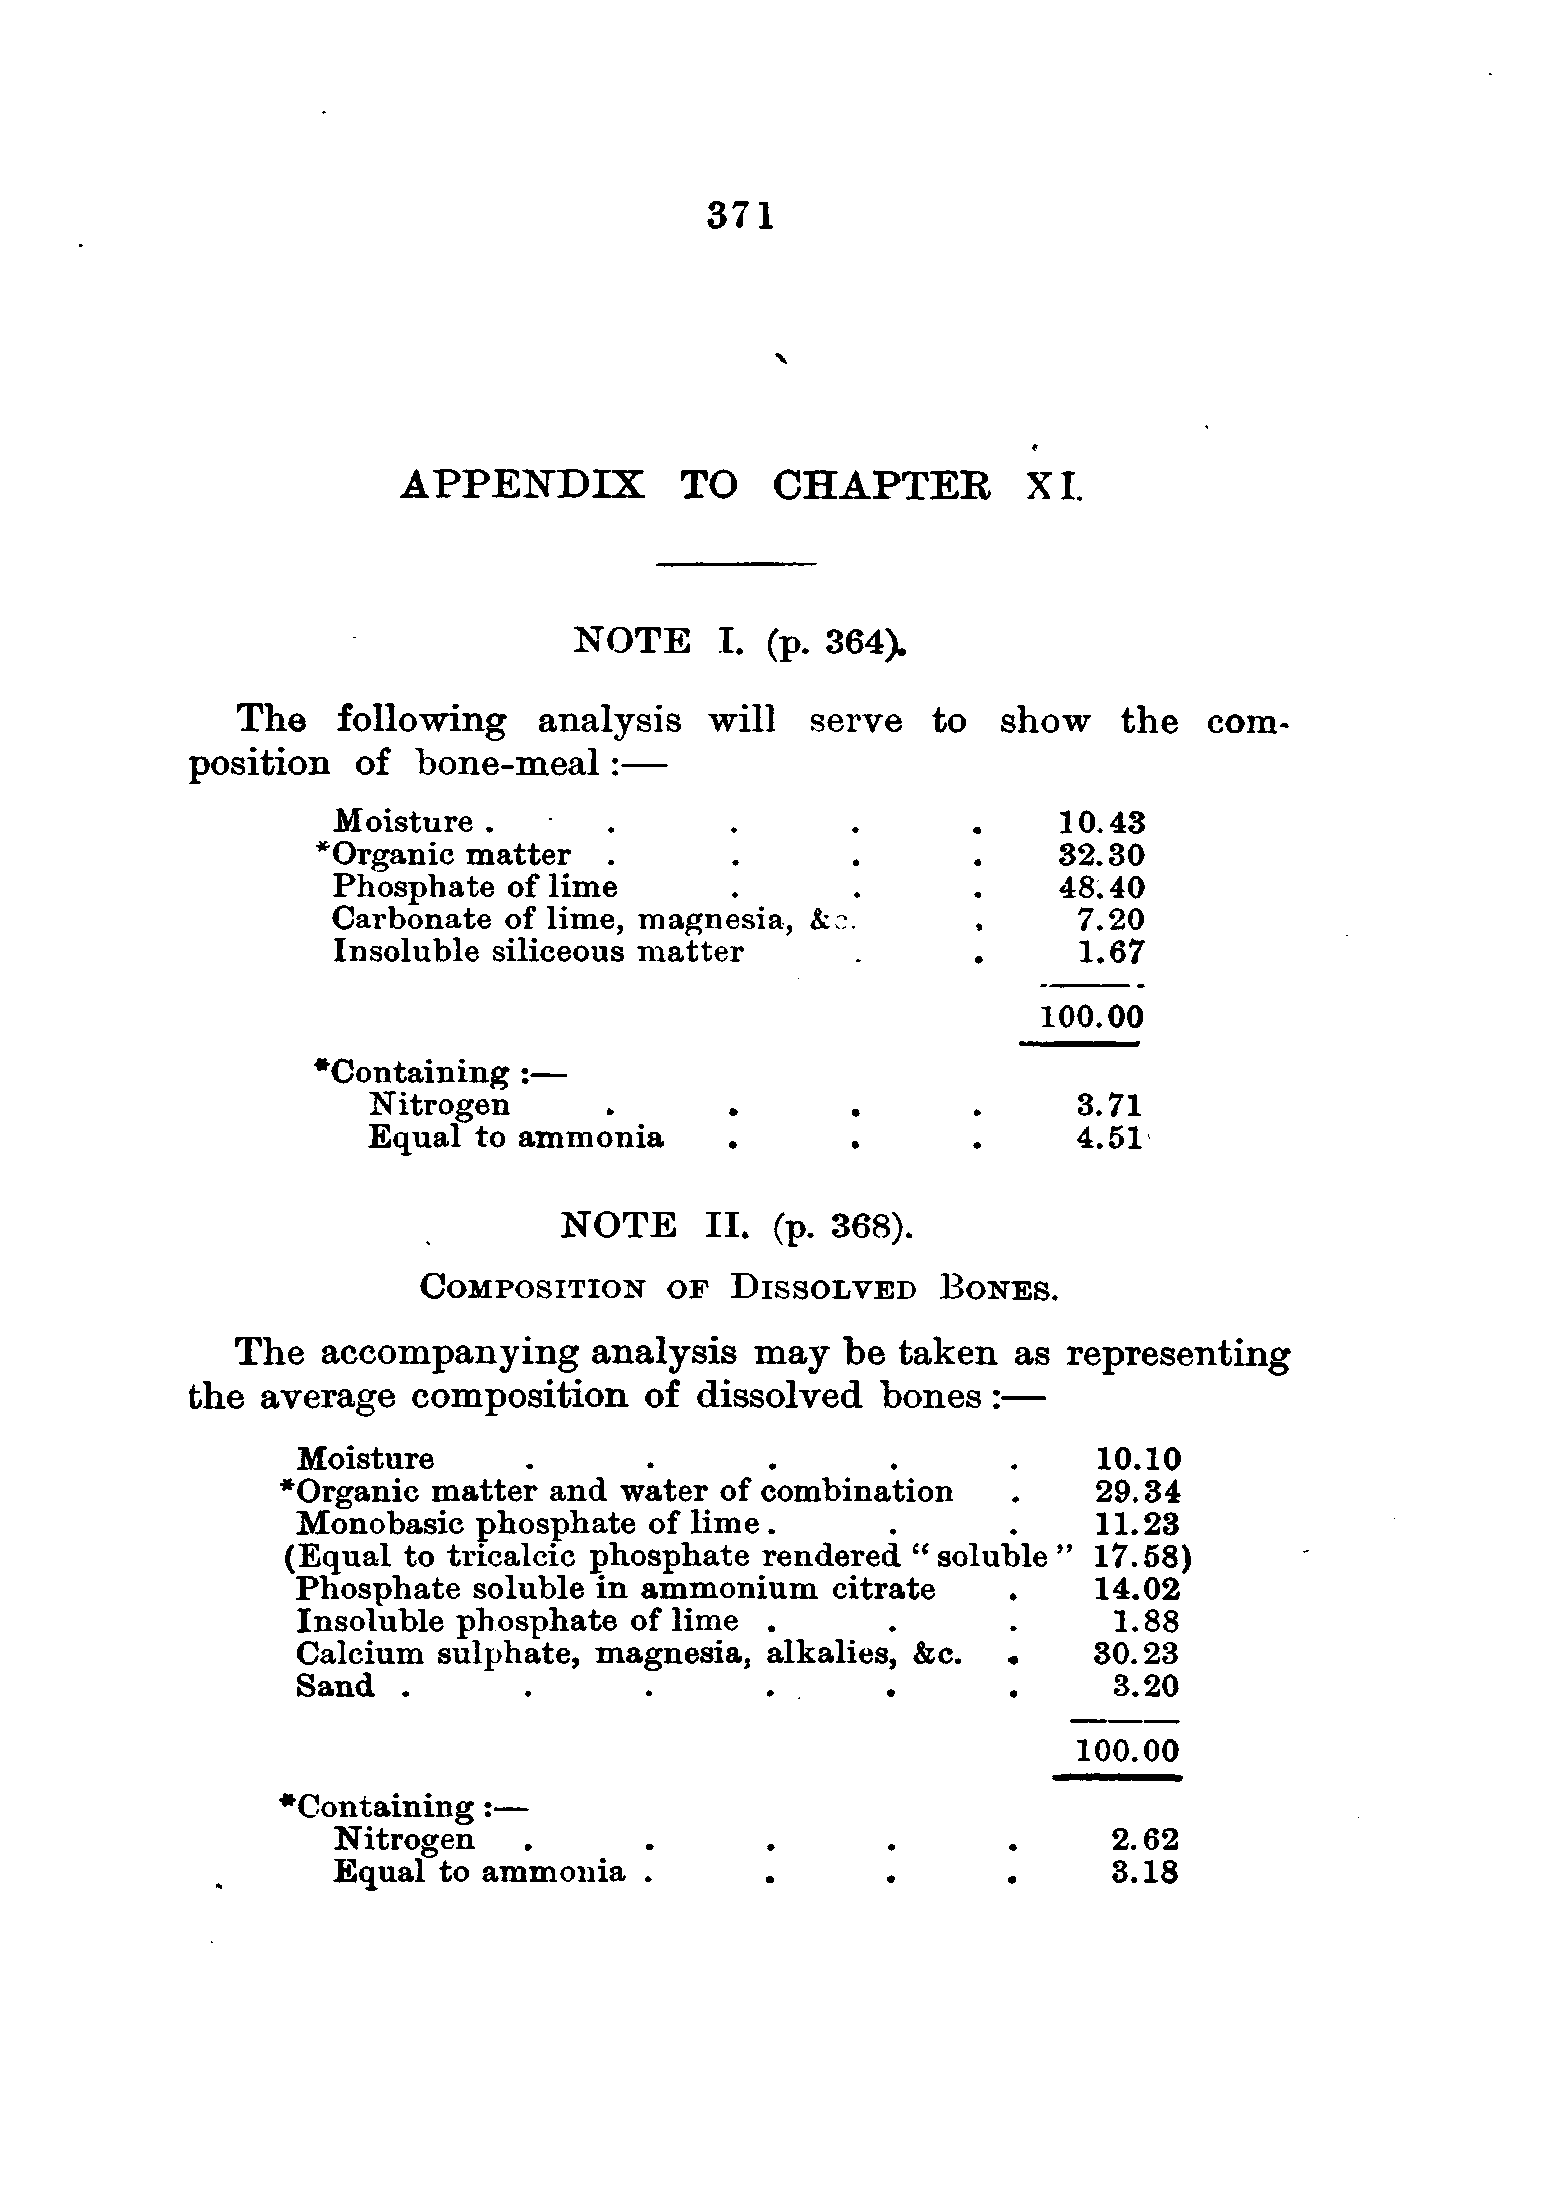 371
APPENDIX TO CHAPTER XI.
NOTE I. (p. 364).
The following analysis will serve to show the com-
position of bone-meal :—
Moisture . . . . . 10.43
*Organic matter . . . . 32.30
Phosphate of lime . . . 48.40
Carbonate of lime, magnesia, &c. . 7.20
Insoluble siliceous matter . . 1.67
100.00
*Containing :—
Nitrogen . . . . 3.71
Equal to ammonia . . . 4.51
NOTE II. (p. 368).
COMPOSITION OF DISSOLVED BONES.
The accompanying analysis may be taken as representing
the average composition of dissolved bones :—
Moisture . . . . . 10.10
*Organic matter and water of combination . 29.34
Monobasic phosphate of lime . . . 11.23
(Equal to tricalcic phosphate rendered “ soluble ” 17.58)
Phosphate soluble in ammonium citrate . 14.02
Insoluble phosphate of lime . . . 1.88
Calcium sulphate, magnesia, alkalies, &c. . 30.23
Sand . . . . . . 3.20
100.00
*Containing :—
Nitrogen . . . . . 2.62
Equal to ammonia . . . . 3.18